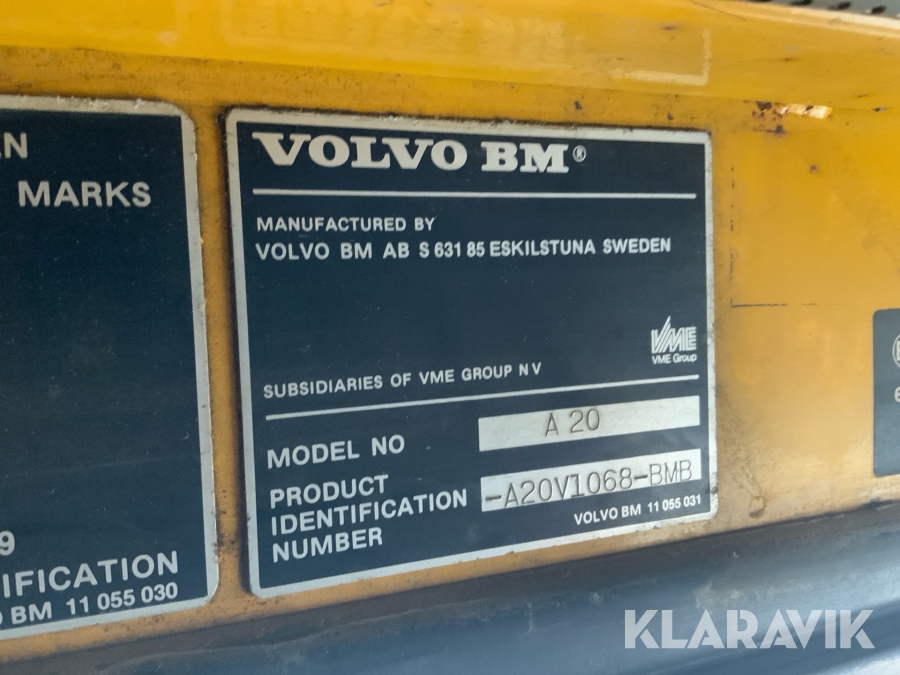 EN
MARKS
9
IFICATION
O BM 11 055 030
VOLVO BM®
MANUFACTURED BY
VOLVO BM AB S 631 85 ESKILSTUNA SWEDEN
VME
VME Group
SUBSIDIARIES OF VME GROUP N V
MODEL NO A 20
PRODUCT
IDENTIFICATION
NUMBER
-A20V1068-BMB
VOLVO BM 11 055 031
KLARAVIK